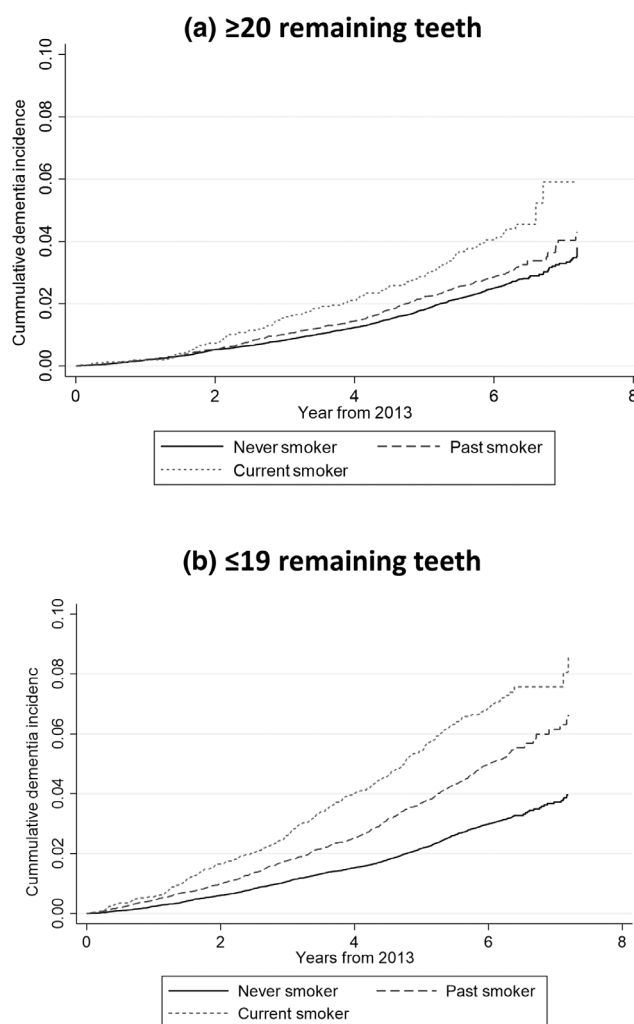 (a) ≥20 remaining teeth
Cummulative dementia incidence
0.10
0.08
0.06
0.04
0.02
0.00
0 2 4 6 8
Year from 2013
Never smoker Past smoker
Current smoker
(b) ≤19 remaining teeth
Cummulative dementia incidenc
0.10
0.08
0.06
0.04
0.02
0.00
0 2 4 6 8
Years from 2013
Never smoker Past smoker
Current smoker